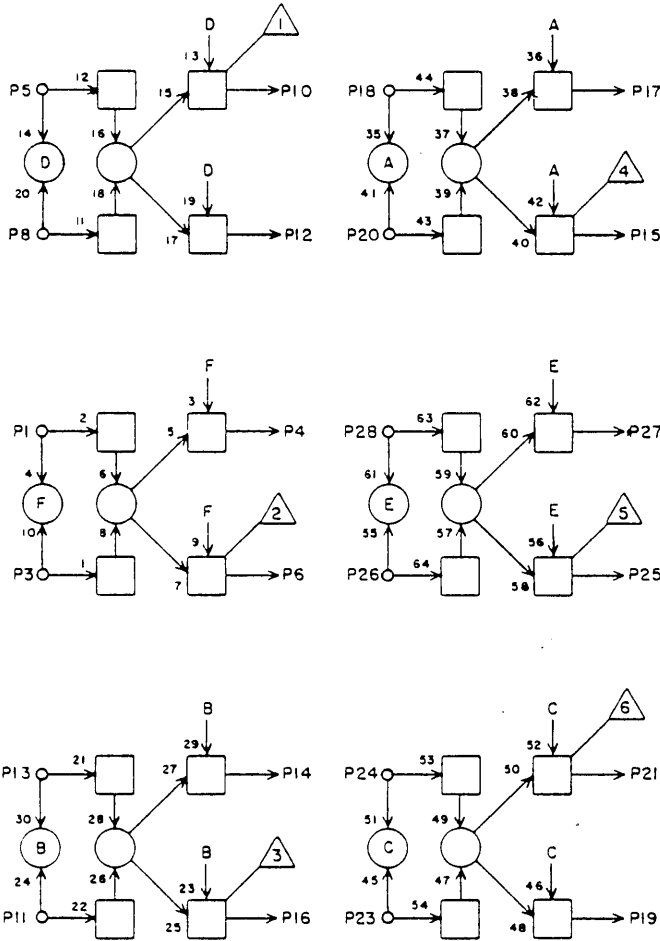 D 1 A
13 36
P5 12 15 P10 P18 44 38 P17
14 16 35 37
D A
20 18 D 41 39 A 4
19 42
P8 11 17 P12 P20 43 40 P15
F E
3 62
P1 2 5 P4 P28 63 60 P27
4 6 61 59
F E
10 8 F 2 55 57 E 5
9 56
P3 1 7 P6 P26 64 58 P25
B C 6
29 52
P13 21 27 P14 P24 53 50 P21
30 28 51 49
B C
24 26 B 3 45 47 C
23 46
P11 22 25 P16 P23 54 48 P19